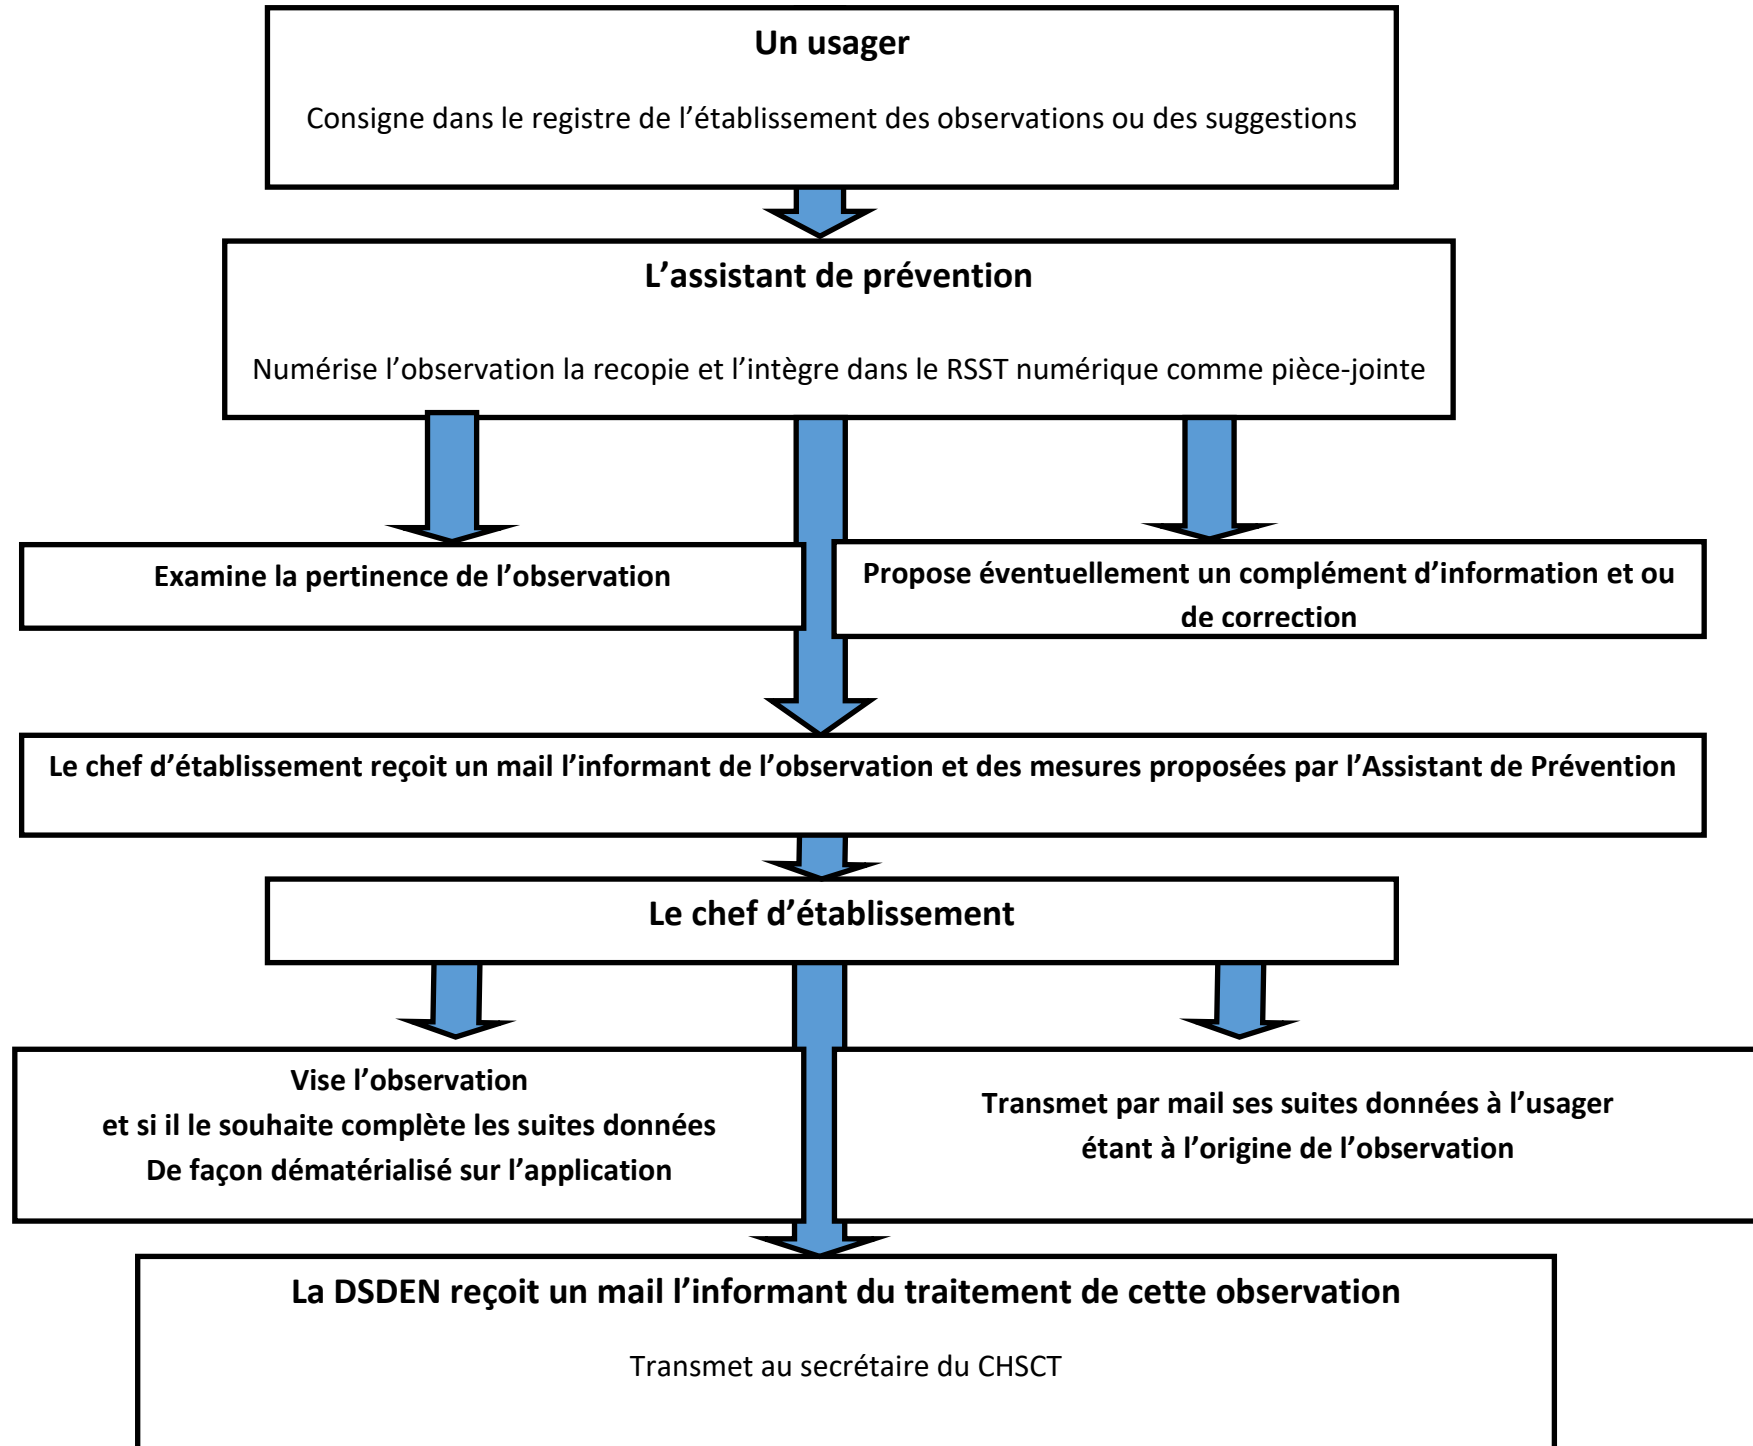 Un usager
Consigne dans le registre de l’établissement des observations ou des suggestions
L’assistant de prévention
Numérise l’observation la recopie et l’intègre dans le RSST numérique comme pièce-jointe
Examine la pertinence de l’observation
Propose éventuellement un complément d’information et ou
de correction
Le chef d’établissement reçoit un mail l’informant de l’observation et des mesures proposées par l’Assistant de Prévention
Le chef d’établissement
Vise l’observation
et si il le souhaite complète les suites données
De façon dématérialisé sur l’application
Transmet par mail ses suites données à l’usager
étant à l’origine de l’observation
La DSDEN reçoit un mail l’informant du traitement de cette observation
Transmet au secrétaire du CHSCT